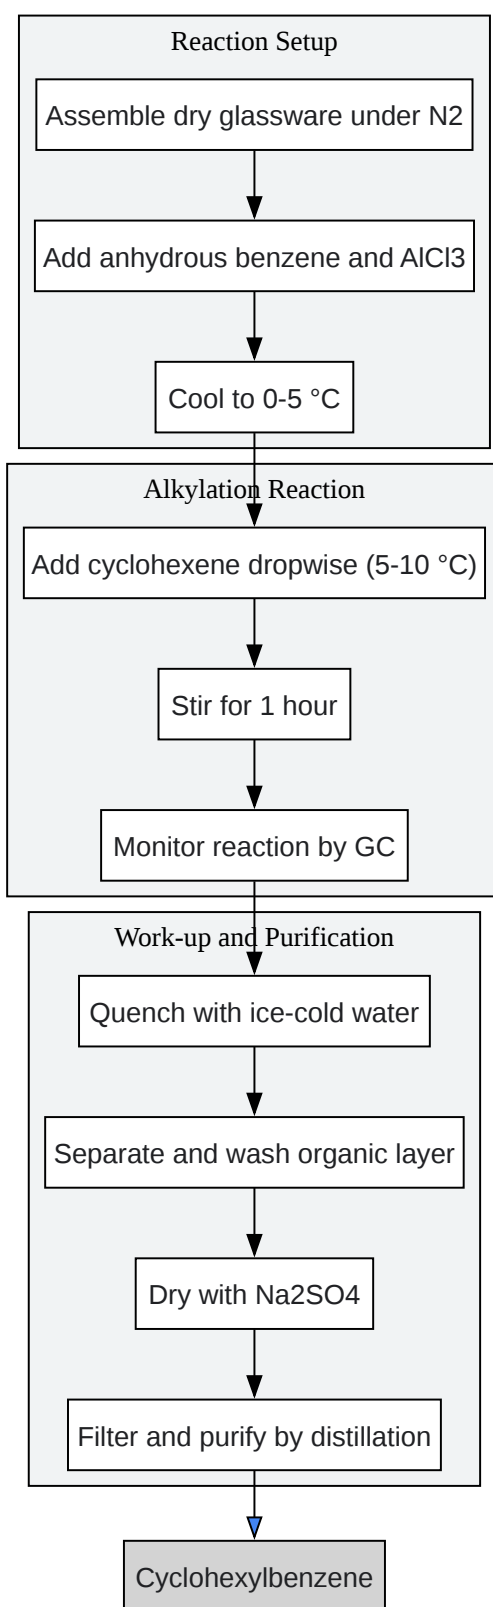 Reaction Setup
Assemble dry glassware under N2
Add anhydrous benzene and AlCl3
Cool to 0-5 °C
Alkylation Reaction
Add cyclohexene dropwise (5-10 °C)
Stir for 1 hour
Monitor reaction by GC
Work-up and Purification
Quench with ice-cold water
Separate and wash organic layer
Dry with Na2SO4
Filter and purify by distillation
Cyclohexylbenzene